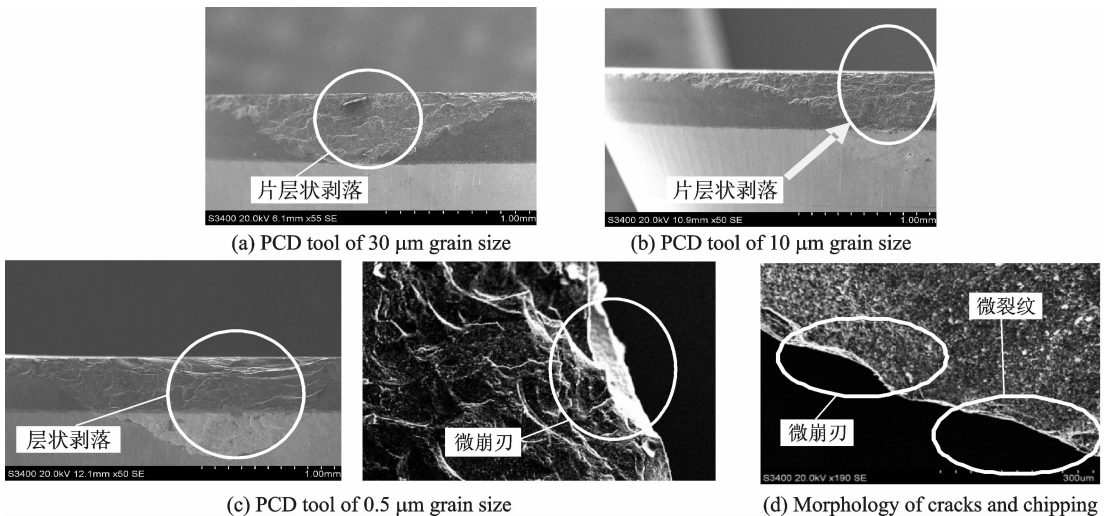 片层状剥落
S3400 20.0kV 6.1mm x55 SE
1.00mm
(a) PCD tool of 30 μm grain size
片层状剥落
S3400 20.0kV 10.9mm x50 SE
1.00mm
(b) PCD tool of 10 μm grain size
层状剥落
S3400 20.0kV 12.1mm x50 SE
1.00mm
微崩刃
(c) PCD tool of 0.5 μm grain size
微裂纹
微崩刃
S3400 20.0kV x190 SE
300um
(d) Morphology of cracks and chipping